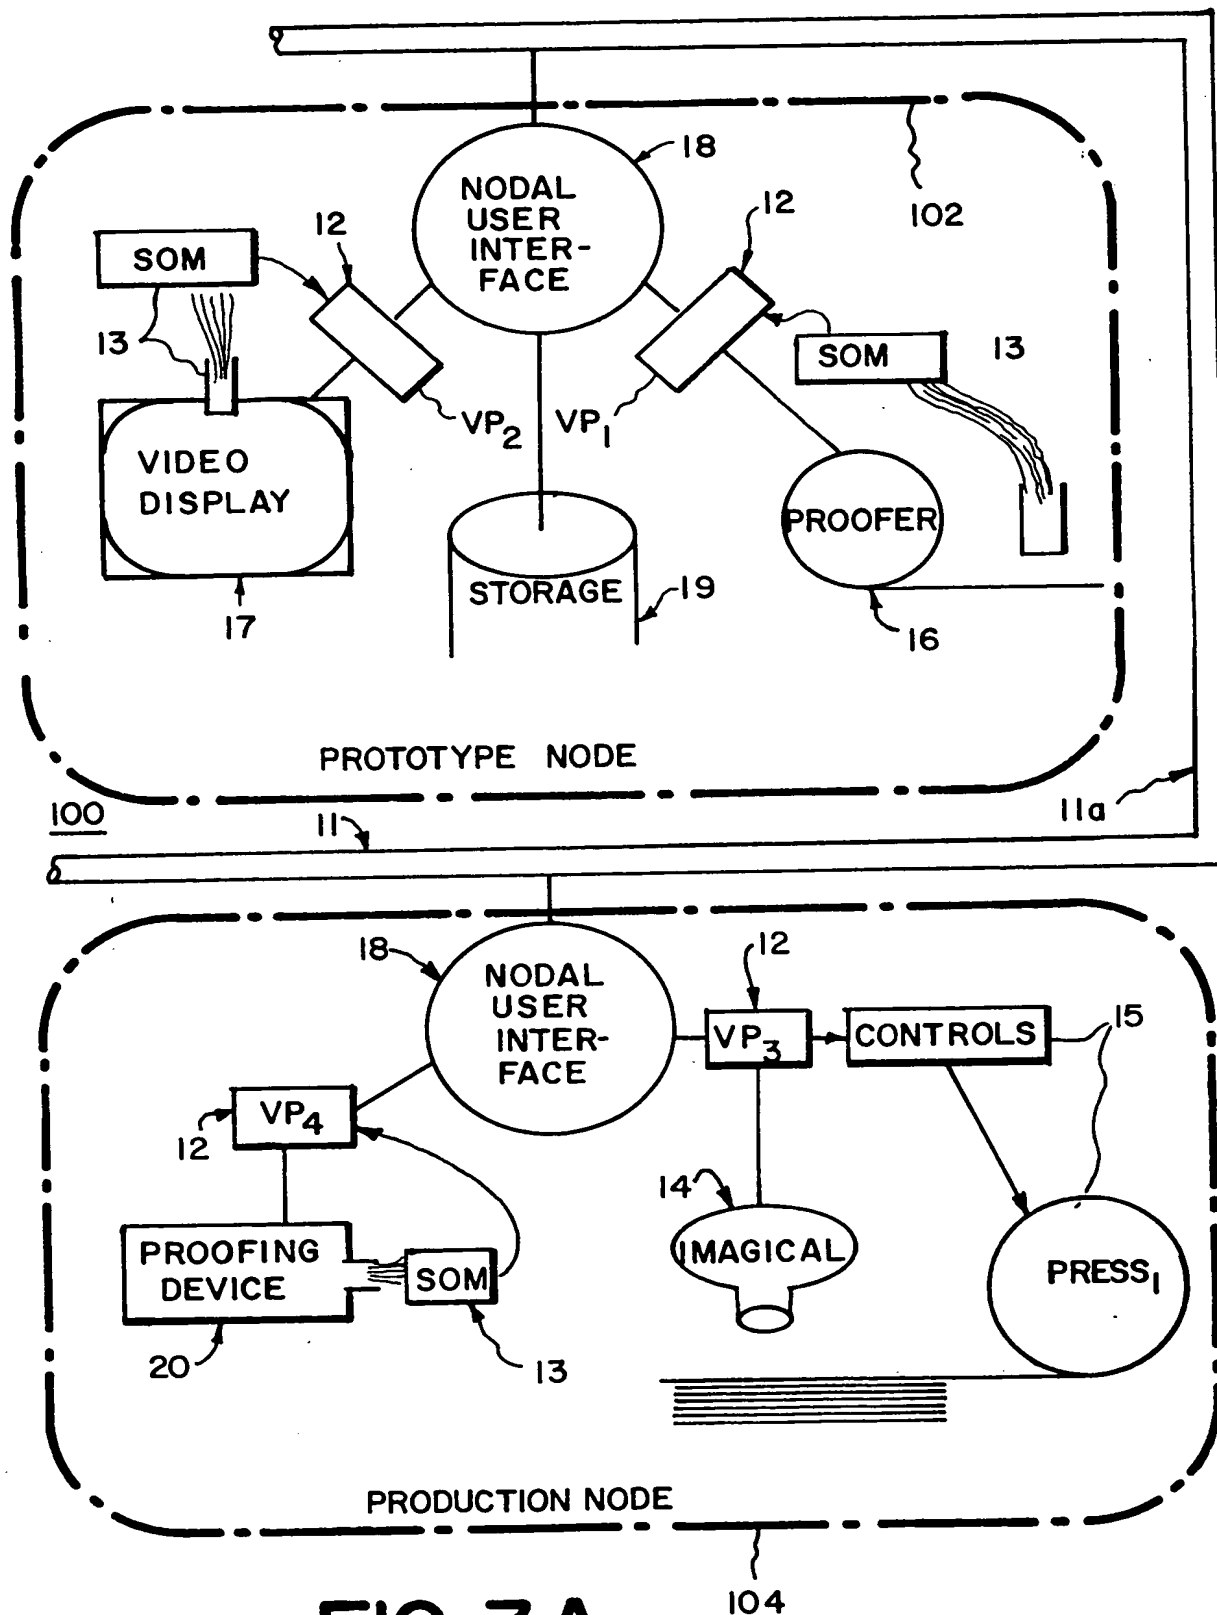 18
NODAL
USER
INTER-
FACE
102
12
12
SOM
13
VP2
VP1
SOM
13
VIDEO
DISPLAY
17
STORAGE
19
PROOFER
16
PROTOTYPE NODE
100
11
11a
18
NODAL
USER
INTER-
FACE
12
VP3
CONTROLS
15
12
VP4
14
IMAGICAL
PRESS1
PROOFING
DEVICE
SOM
20
13
PRODUCTION NODE
104